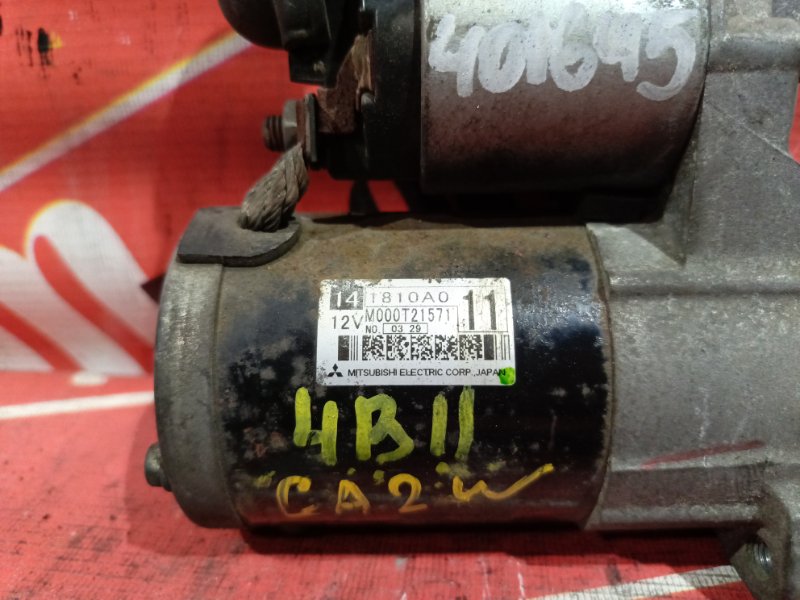 401645
14 1810A0 11
12V M000T21571
NO. 03 29
MITSUBISHI ELECTRIC CORP., JAPAN
4B11
CA2W